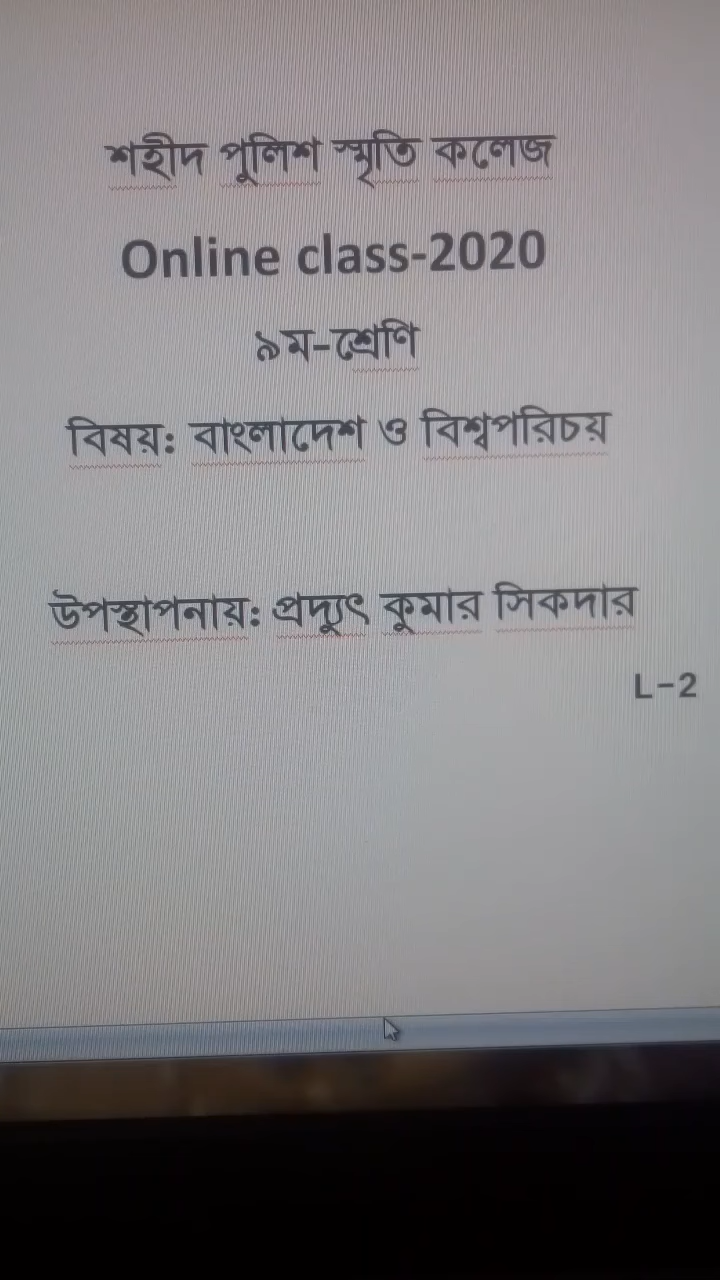 শহীদ পুলিশ স্মৃতি কলেজ
Online class-2020
৯ম-শ্রেণি
বিষয়: বাংলাদেশ ও বিশ্বপরিচয়
উপস্থাপনায়: প্রদ্যুৎ কুমার সিকদার
L-2